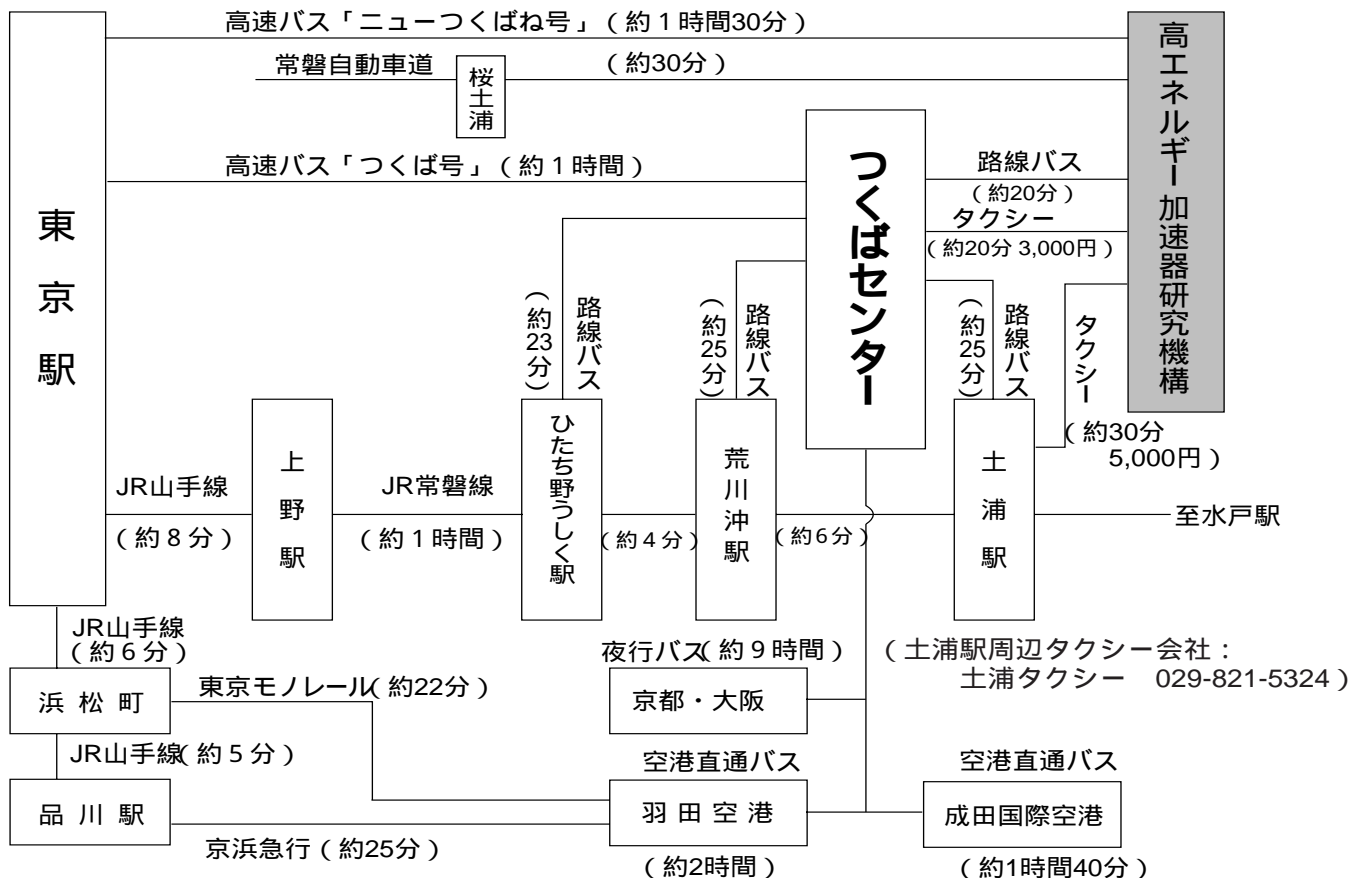 高速バス「ニューつくばね号」（約１時間30分）
常磐自動車道
（約30分）
桜土浦
高エネルギー加速器研究機構
東京駅
高速バス「つくば号」（約１時間）
つくばセンター
路線バス
（約20分）
タクシー
（約20分 3,000円）
（約23分）
路線バス
（約25分）
路線バス
（約25分）
路線バス
タクシー
（約30分
5,000円）
JR山手線
（約８分）
上野駅
JR常磐線
（約１時間）
ひたち野うしく駅
（約４分）
荒川沖駅
（約6分）
土浦駅
至水戸駅
JR山手線
（約６分）
浜松町
東京モノレール（約22分）
夜行バス（約９時間）
京都・大阪
（土浦駅周辺タクシー会社：
土浦タクシー　029-821-5324）
JR山手線（約５分）
品川駅
京浜急行（約25分）
空港直通バス
羽田空港
（約2時間）
空港直通バス
成田国際空港
（約1時間40分）